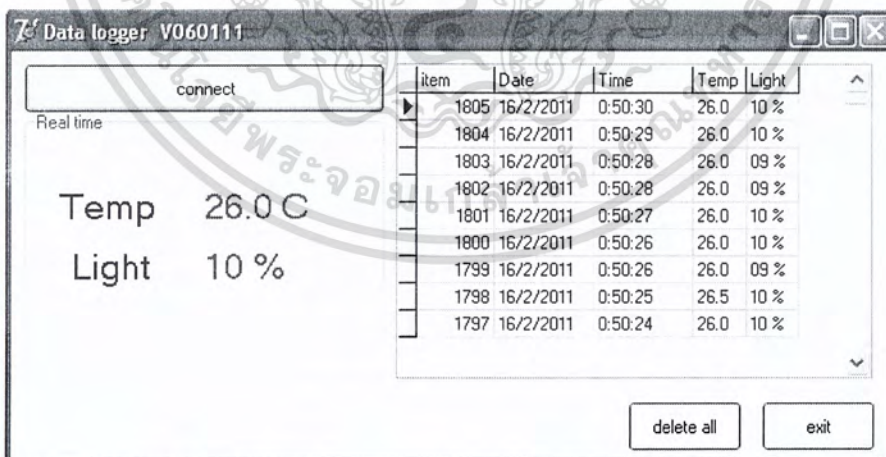 Data logger V060111
connect
Real time
Temp 26.0 C
Light 10 %
item Date Time Temp Light
1805 16/2/2011 0:50:30 26.0 10 %
1804 16/2/2011 0:50:29 26.0 10 %
1803 16/2/2011 0:50:28 26.0 09 %
1802 16/2/2011 0:50:28 26.0 09 %
1801 16/2/2011 0:50:27 26.0 10 %
1800 16/2/2011 0:50:26 26.0 10 %
1799 16/2/2011 0:50:26 26.0 09 %
1798 16/2/2011 0:50:25 26.5 10 %
1797 16/2/2011 0:50:24 26.0 10 %
delete all exit